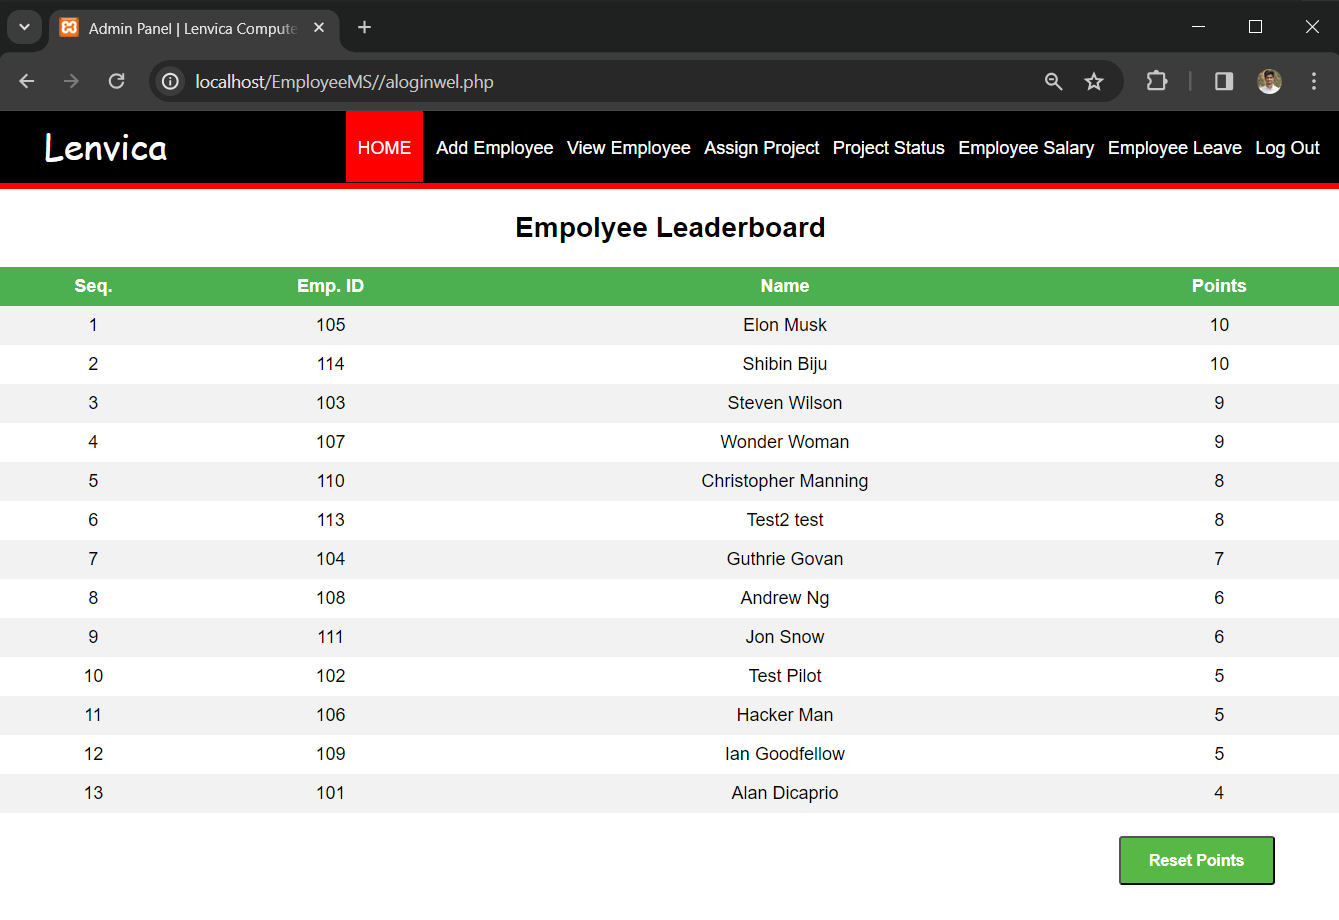 Admin Panel | Lenvica Compute
localhost/EmployeeMS//aloginwel.php
Lenvica HOME Add Employee View Employee Assign Project Project Status Employee Salary Employee Leave Log Out
Empolyee Leaderboard
Seq. Emp. ID Name Points
1 105 Elon Musk 10
2 114 Shibin Biju 10
3 103 Steven Wilson 9
4 107 Wonder Woman 9
5 110 Christopher Manning 8
6 113 Test2 test 8
7 104 Guthrie Govan 7
8 108 Andrew Ng 6
9 111 Jon Snow 6
10 102 Test Pilot 5
11 106 Hacker Man 5
12 109 Ian Goodfellow 5
13 101 Alan Dicaprio 4
Reset Points